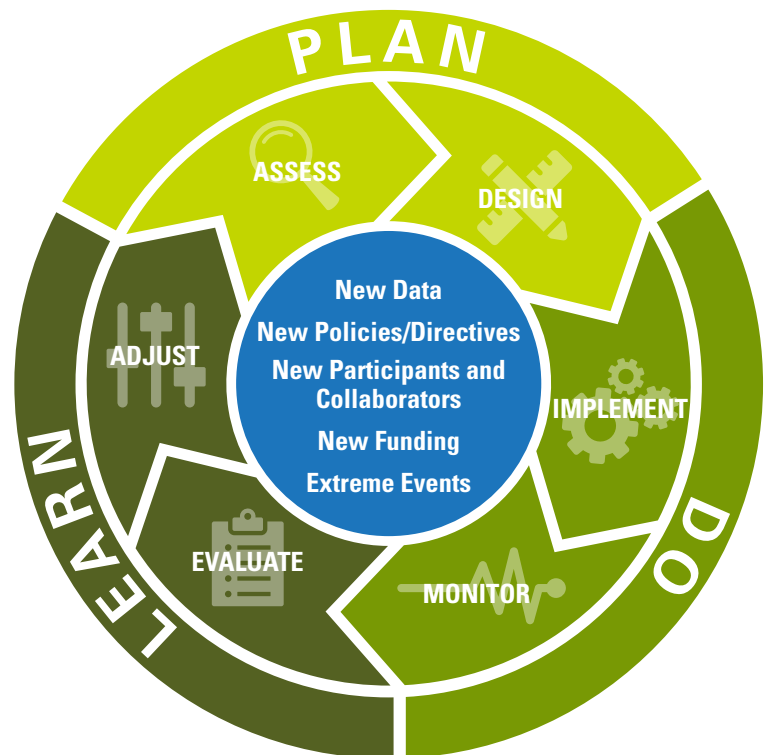 PLAN
ASSESS
DESIGN
New Data
New Policies/Directives
New Participants and
Collaborators
New Funding
Extreme Events
ADJUST
IMPLEMENT
EVALUATE
MONITOR
LEARN
DO